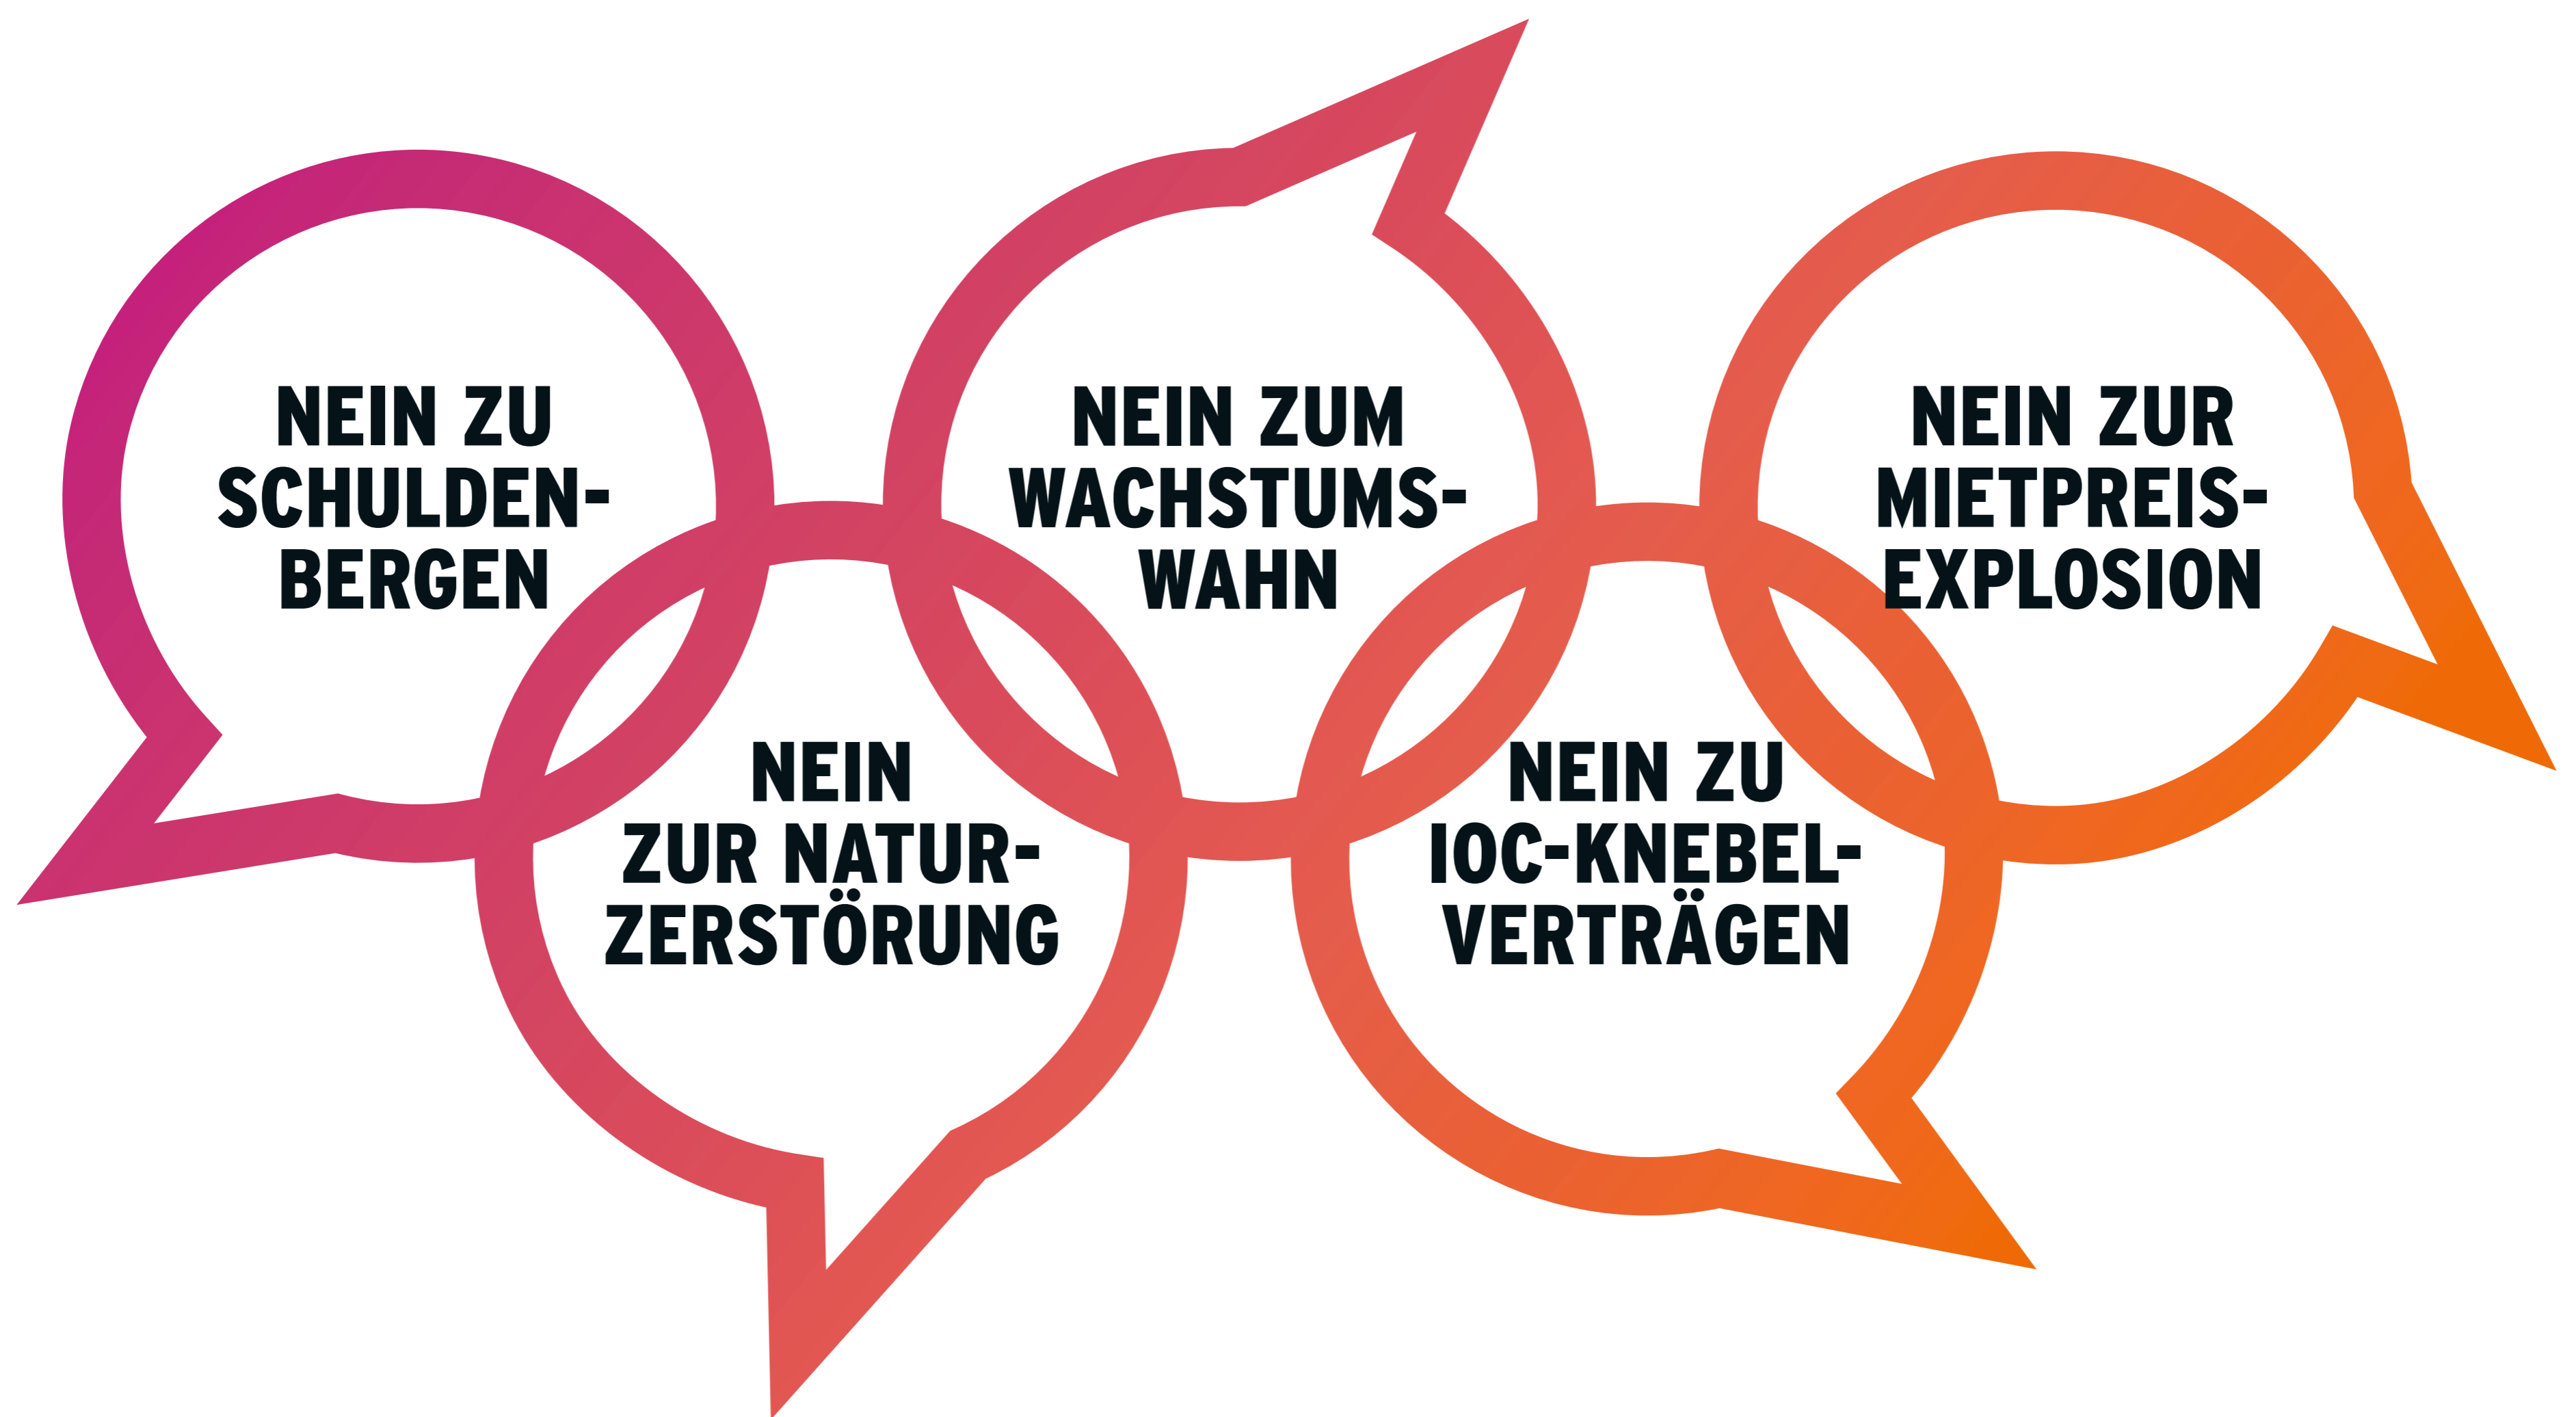 NEIN ZU
SCHULDEN-
BERGEN
NEIN ZUM
WACHSTUMS-
WAHN
NEIN ZUR
MIETPREIS-
EXPLOSION
NEIN
ZUR NATUR-
ZERSTÖRUNG
NEIN ZU
IOC-KNEBEL-
VERTRÄGEN